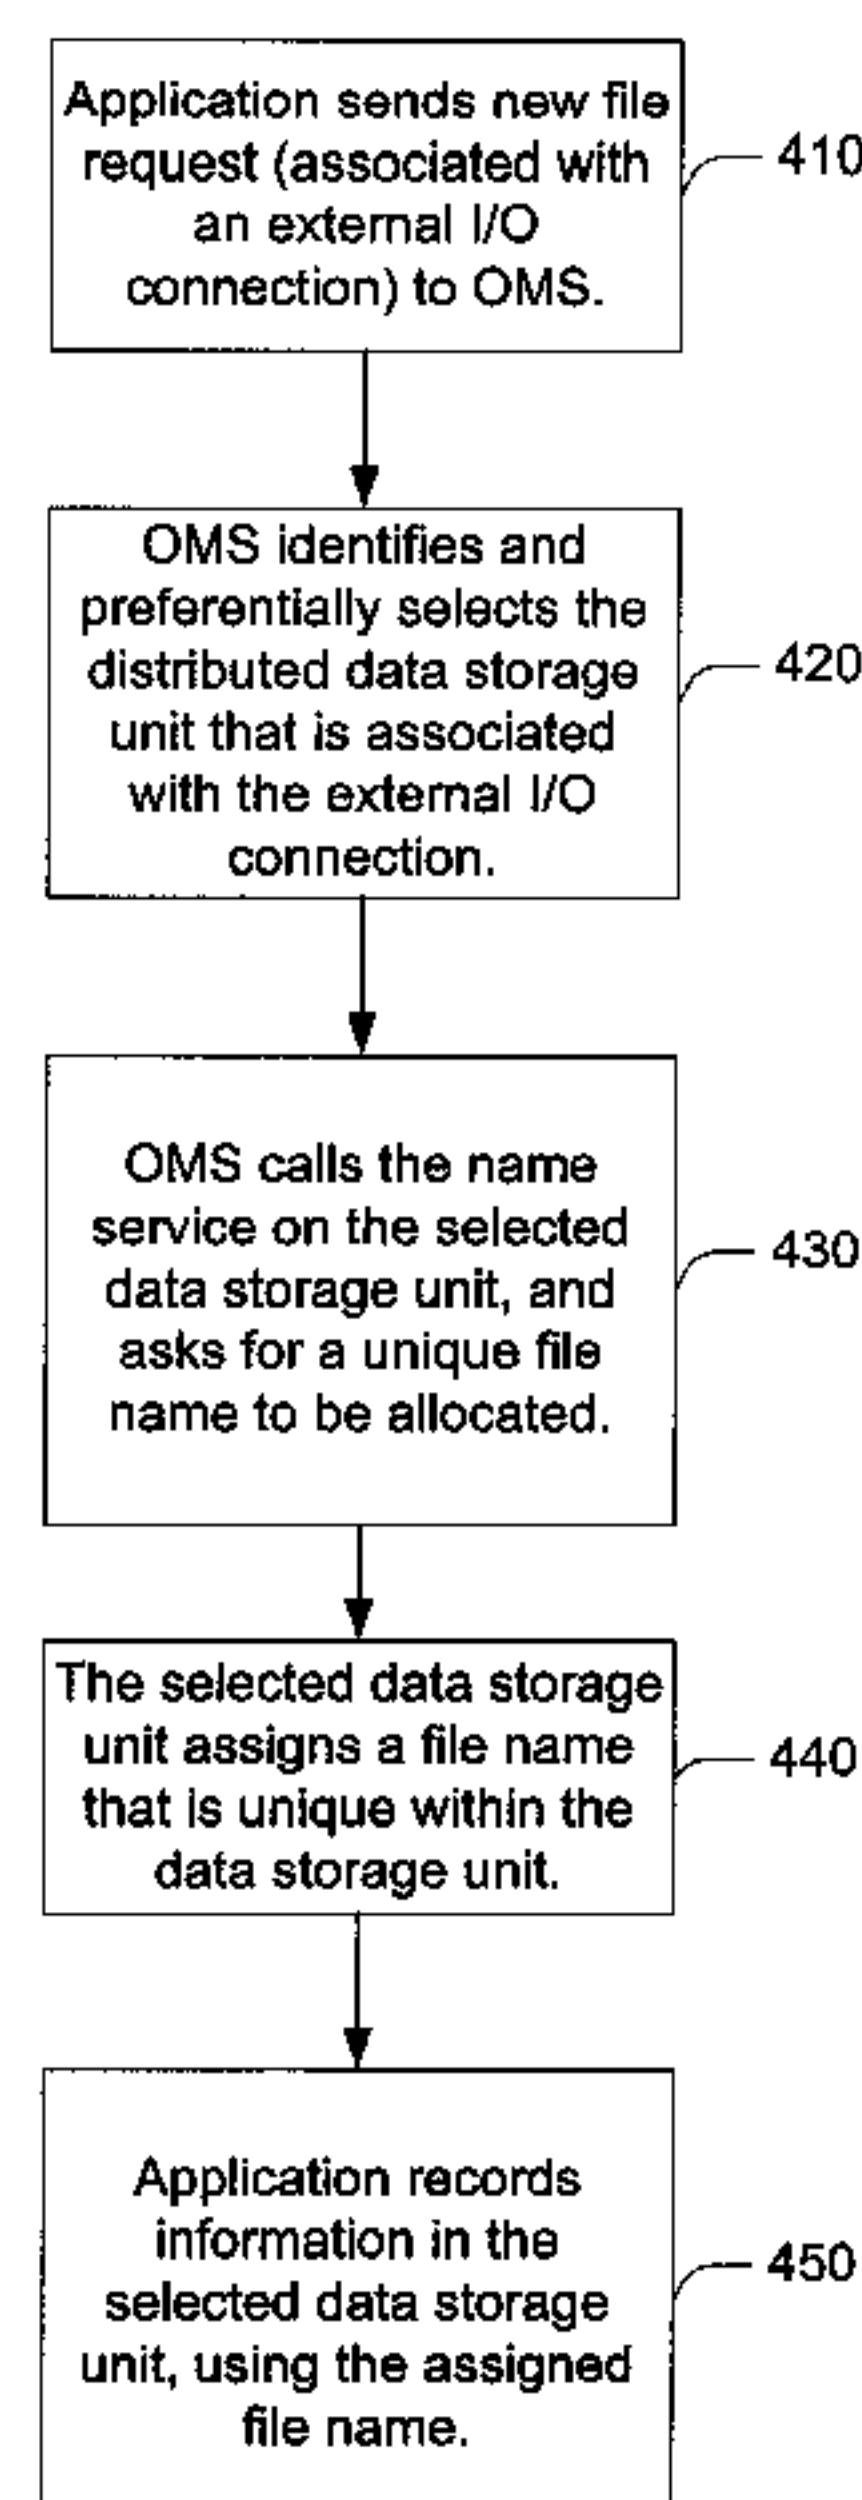 Application sends new file
request (associated with
an external I/O
connection) to OMS.
410
OMS identifies and
preferentially selects the
distributed data storage
unit that is associated
with the external I/O
connection.
420
OMS calls the name
service on the selected
data storage unit, and
asks for a unique file
name to be allocated.
430
The selected data storage
unit assigns a file name
that is unique within the
data storage unit.
440
Application records
information in the
selected data storage
unit, using the assigned
file name.
450